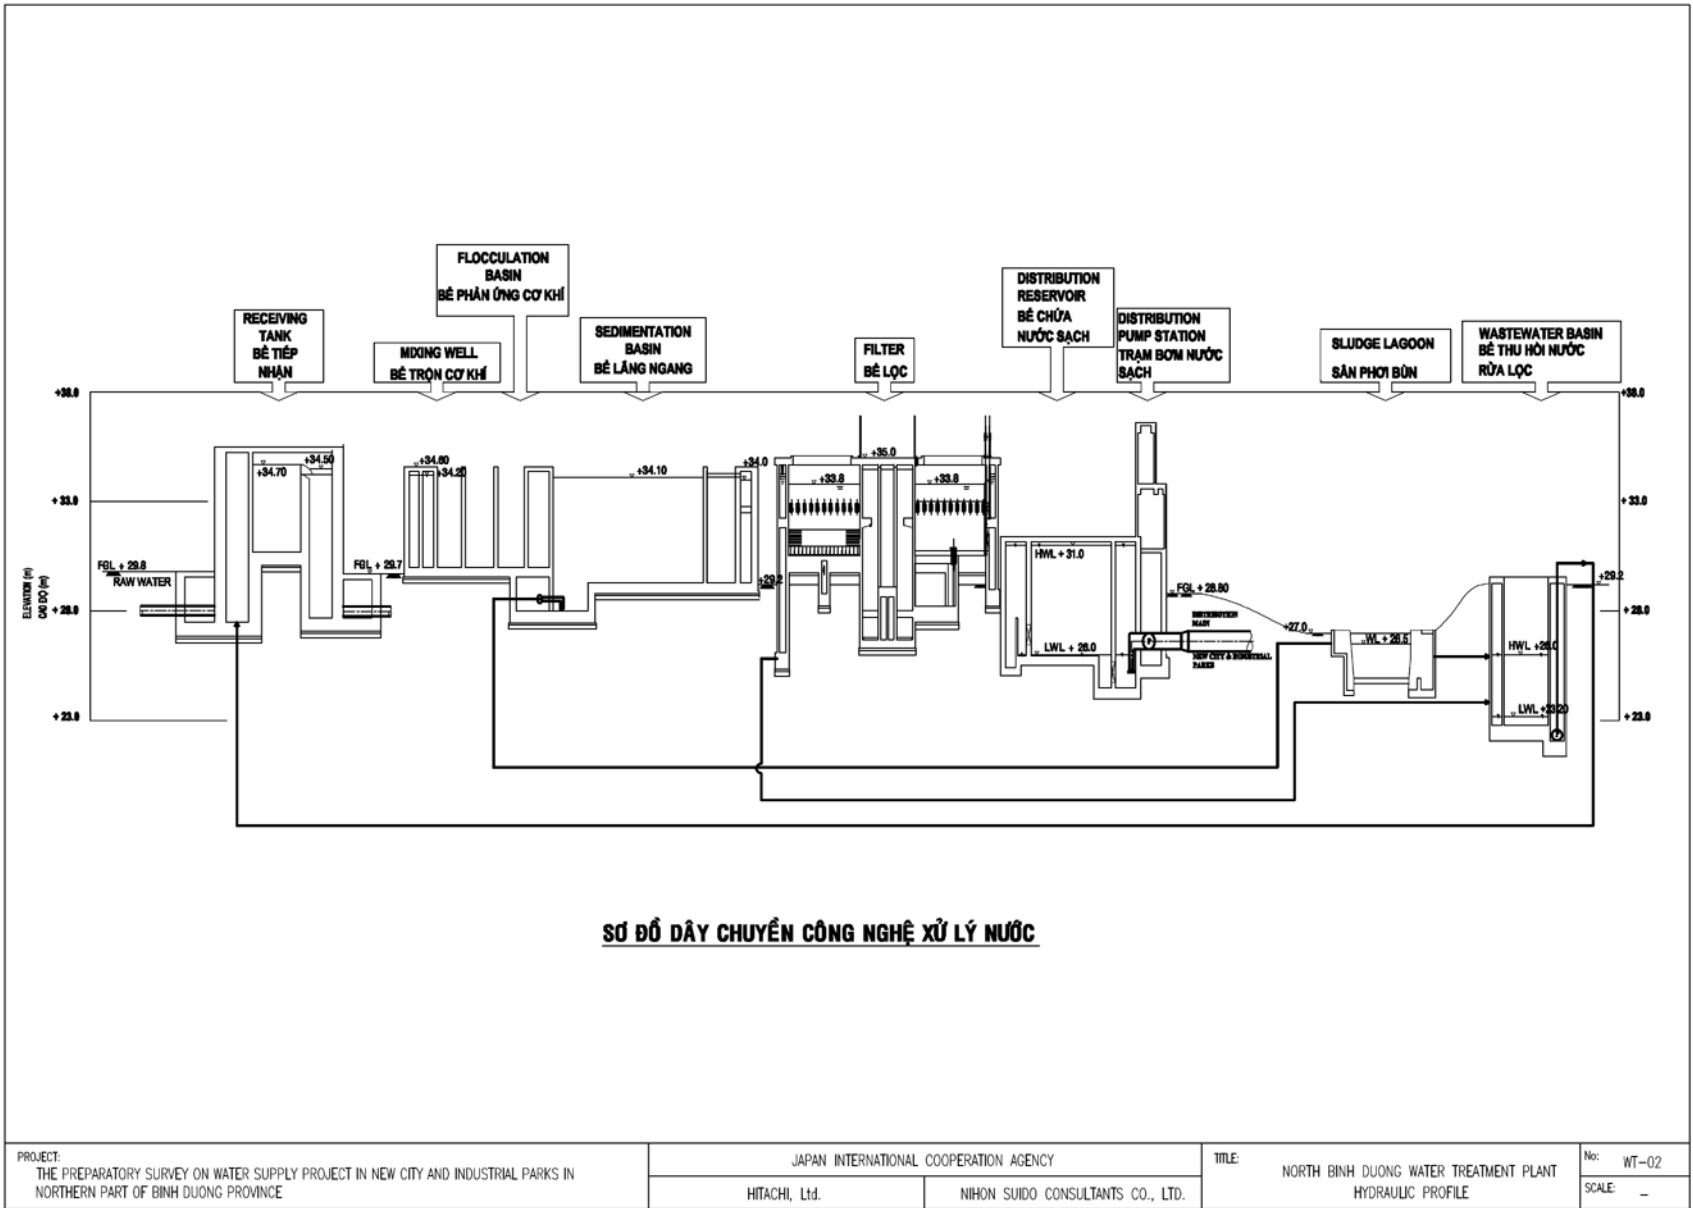 FLOCCULATION
BASIN
BỂ PHẢN ỨNG CƠ KHÍ
RECEIVING
TANK
BỂ TIẾP
NHẬN
MIXING WELL
BỂ TRỘN CƠ KHÍ
SEDIMENTATION
BASIN
BỂ LẮNG NGANG
FILTER
BỂ LỌC
DISTRIBUTION
RESERVOIR
BỂ CHỨA
NƯỚC SẠCH
DISTRIBUTION
PUMP STATION
TRẠM BƠM NƯỚC
SẠCH
SLUDGE LAGOON
SÂN PHƠI BÙN
WASTEWATER BASIN
BỂ THU HỒI NƯỚC
RỬA LỌC
+38.0
+38.0
+34.70
+34.50
+34.60
+34.20
+34.10
+34.0
+35.0
+33.8
+33.8
+33.0
+33.0
FGL + 29.8
RAW WATER
FGL + 29.7
+29.2
HWL + 31.0
LWL + 26.0
FGL + 28.80
DISTRIBUTION
MAIN
NEW CITY & INDUSTRIAL
PARKS
+27.0
WL + 26.5
+29.2
HWL +26.0
LWL +23.20
ELEVATION (m)
CAO ĐỘ (m)
+28.0
+28.0
+23.0
+23.0
SƠ ĐỒ DÂY CHUYỀN CÔNG NGHỆ XỬ LÝ NƯỚC
PROJECT:
THE PREPARATORY SURVEY ON WATER SUPPLY PROJECT IN NEW CITY AND INDUSTRIAL PARKS IN
NORTHERN PART OF BINH DUONG PROVINCE
JAPAN INTERNATIONAL COOPERATION AGENCY
HITACHI, Ltd.
NIHON SUIDO CONSULTANTS CO., LTD.
TITLE:
NORTH BINH DUONG WATER TREATMENT PLANT
HYDRAULIC PROFILE
No:
WT-02
SCALE:
-